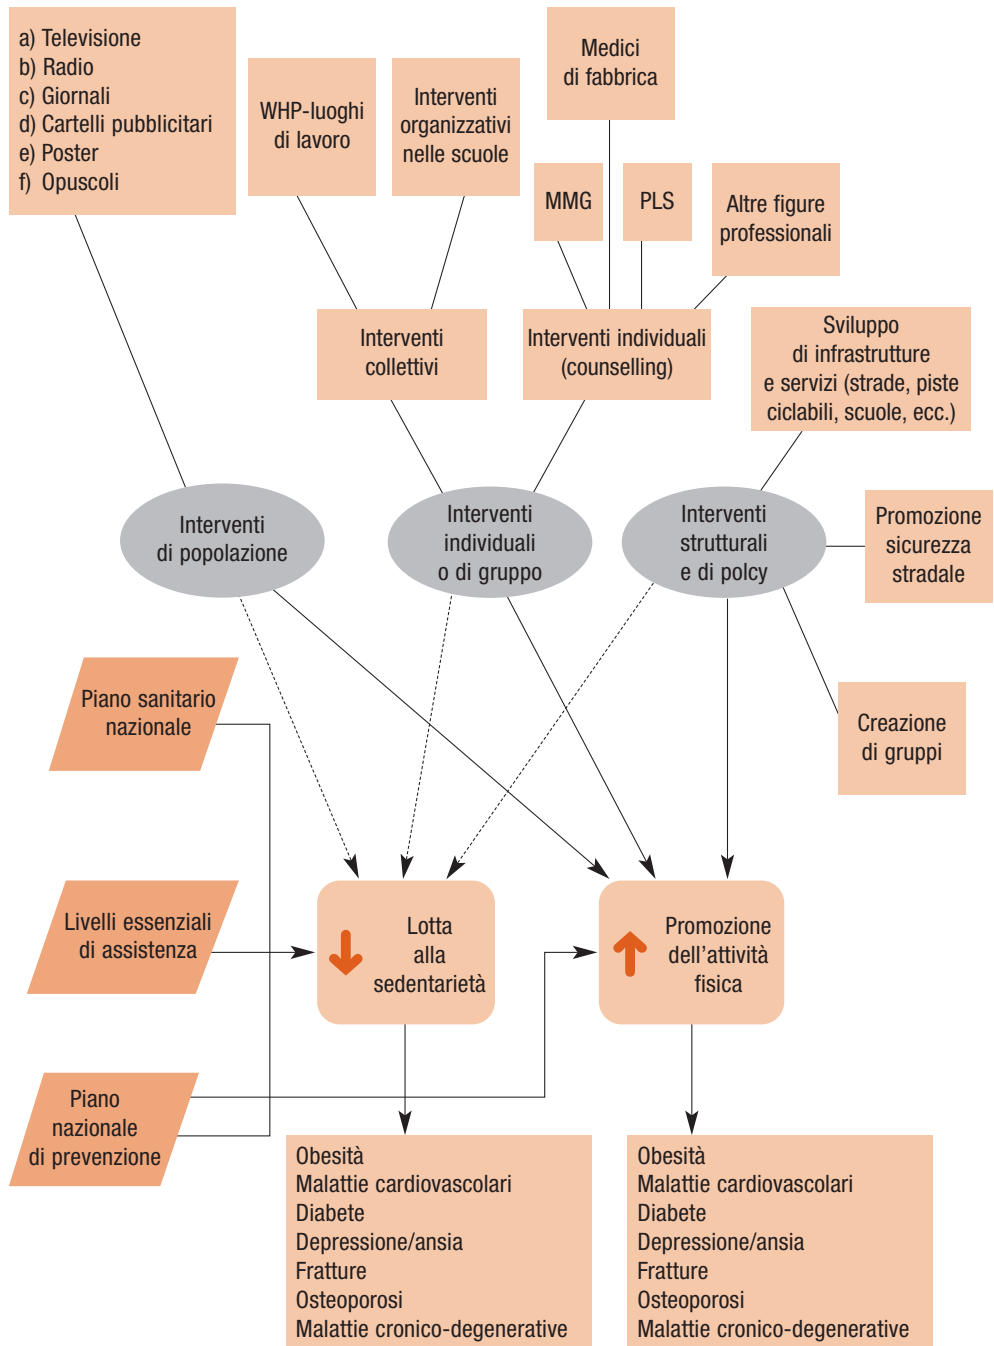 a) Televisione
b) Radio
c) Giornali
d) Cartelli pubblicitari
e) Poster
f) Opuscoli
WHP-luoghi
di lavoro
Interventi
organizzativi
nelle scuole
Medici
di fabbrica
MMG
PLS
Altre figure
professionali
Interventi
collettivi
Interventi individuali
(counselling)
Sviluppo
di infrastrutture
e servizi (strade, piste
ciclabili, scuole, ecc.)
Interventi
di popolazione
Interventi
individuali
o di gruppo
Interventi
strutturali
e di polcy
Promozione
sicurezza
stradale
Creazione
di gruppi
Piano sanitario
nazionale
Livelli essenziali
di assistenza
Piano
nazionale
di prevenzione
Lotta
alla
sedentarietà
Promozione
dell'attività
fisica
Obesità
Malattie cardiovascolari
Diabete
Depressione/ansia
Fratture
Osteoporosi
Malattie cronico-degenerative
Obesità
Malattie cardiovascolari
Diabete
Depressione/ansia
Fratture
Osteoporosi
Malattie cronico-degenerative